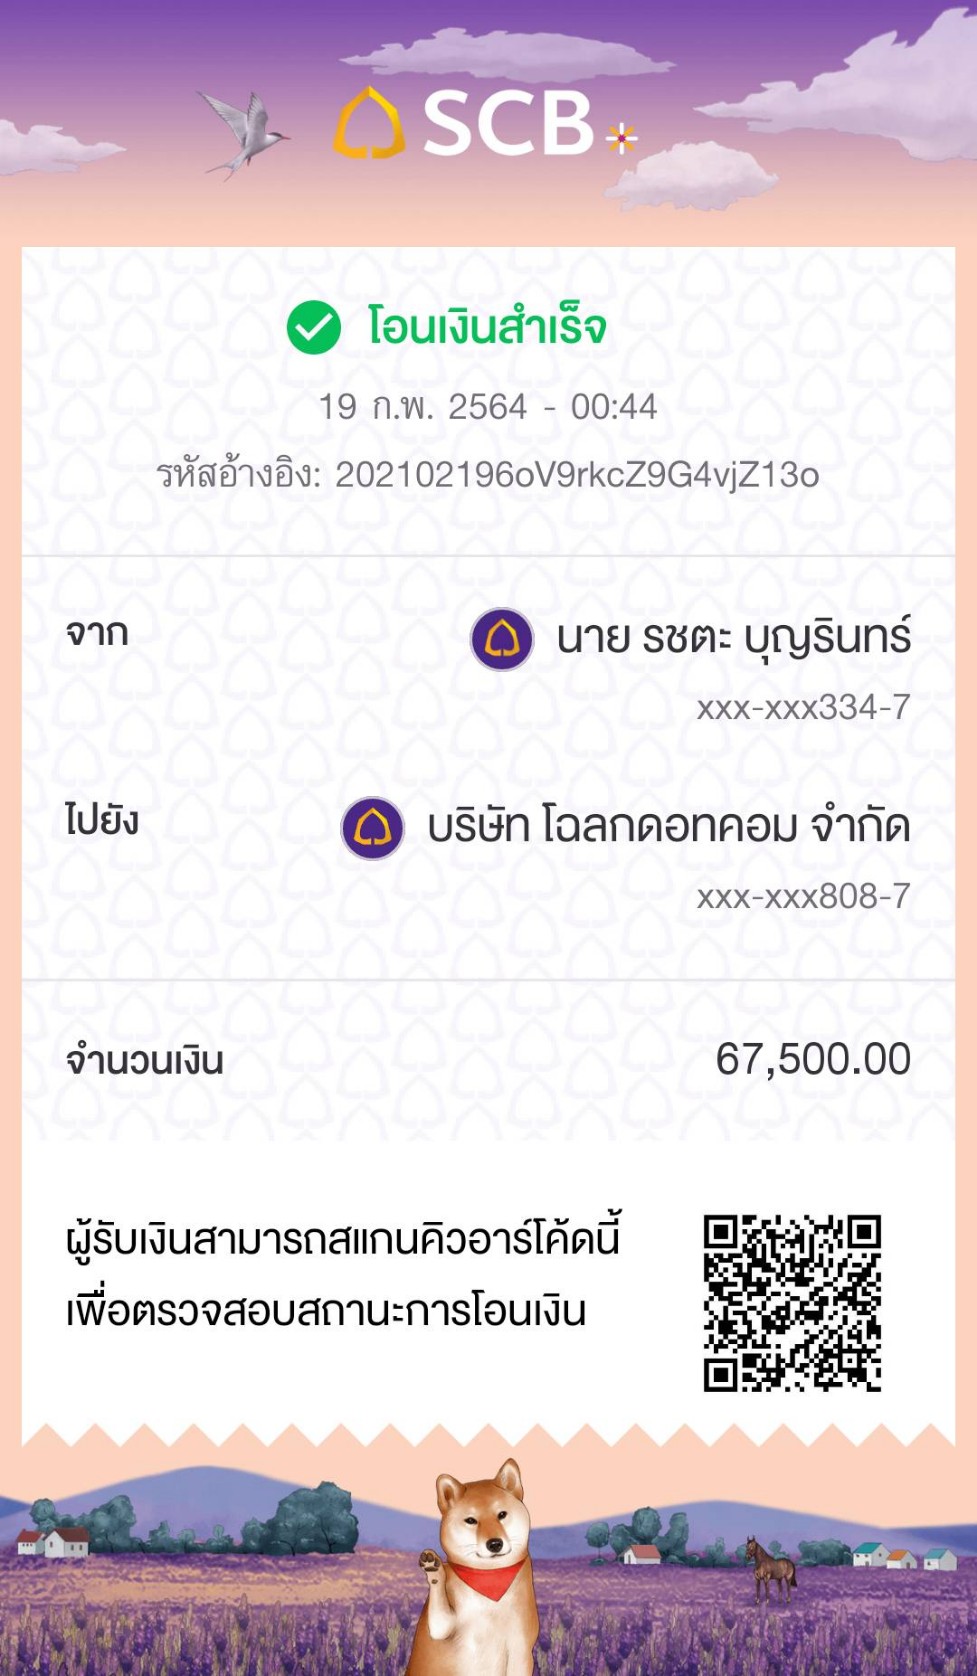 SCB
โอนเงินสำเร็จ
19 ก.พ. 2564 - 00:44
รหัสอ้างอิง: 202102196oV9rkcZ9G4vjZ13o
จาก
นาย รชตะ บุญรินทร์
xxx-xxx334-7
ไปยัง
บริษัท โฉลกดอทคอม จำกัด
xxx-xxx808-7
จำนวนเงิน 67,500.00
ผู้รับเงินสามารถสแกนคิวอาร์โค้ดนี้
เพื่อตรวจสอบสถานะการโอนเงิน